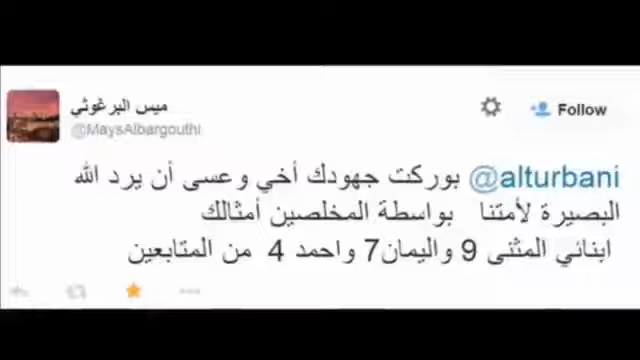 ميس البرغوثي
@MaysAlbargouthi
Follow
@alturbani بوركت جهودك أخي وعسى أن يرد الله
البصيرة لأمتنا بواسطة المخلصين أمثالك
ابنائي المثنى 9 واليمان7 واحمد 4 من المتابعين